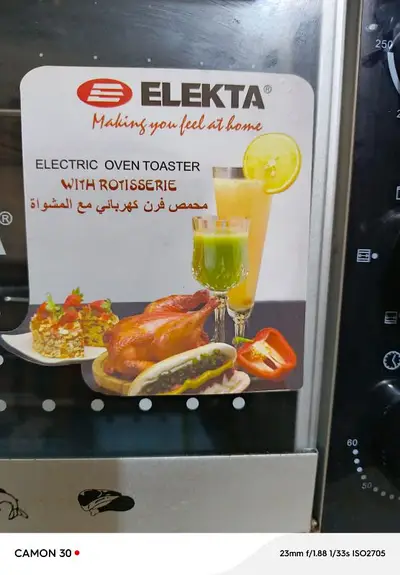 ELEKTA®
Making you feel at home
ELECTRIC OVEN TOASTER
WITH ROTISSERIE
محمص فرن كهربائي مع المشواة
A®
250
60
50
CAMON 30
23mm f/1.88 1/33s ISO2705